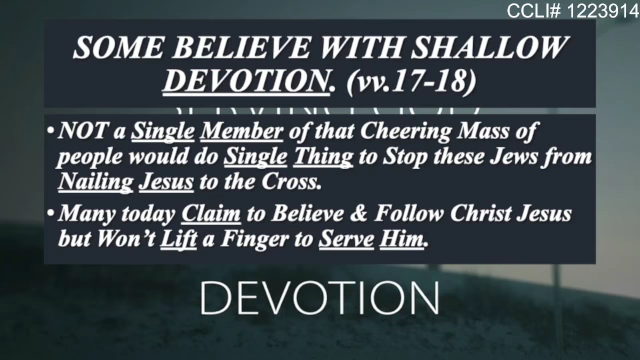 CCLI# 1223914
SOME BELIEVE WITH SHALLOW
DEVOTION. (vv.17-18)
SERVING GOD
• NOT a Single Member of that Cheering Mass of
people would do Single Thing to Stop these Jews from
Nailing Jesus to the Cross.
• Many today Claim to Believe & Follow Christ Jesus
but Won't Lift a Finger to Serve Him.
DEVOTION